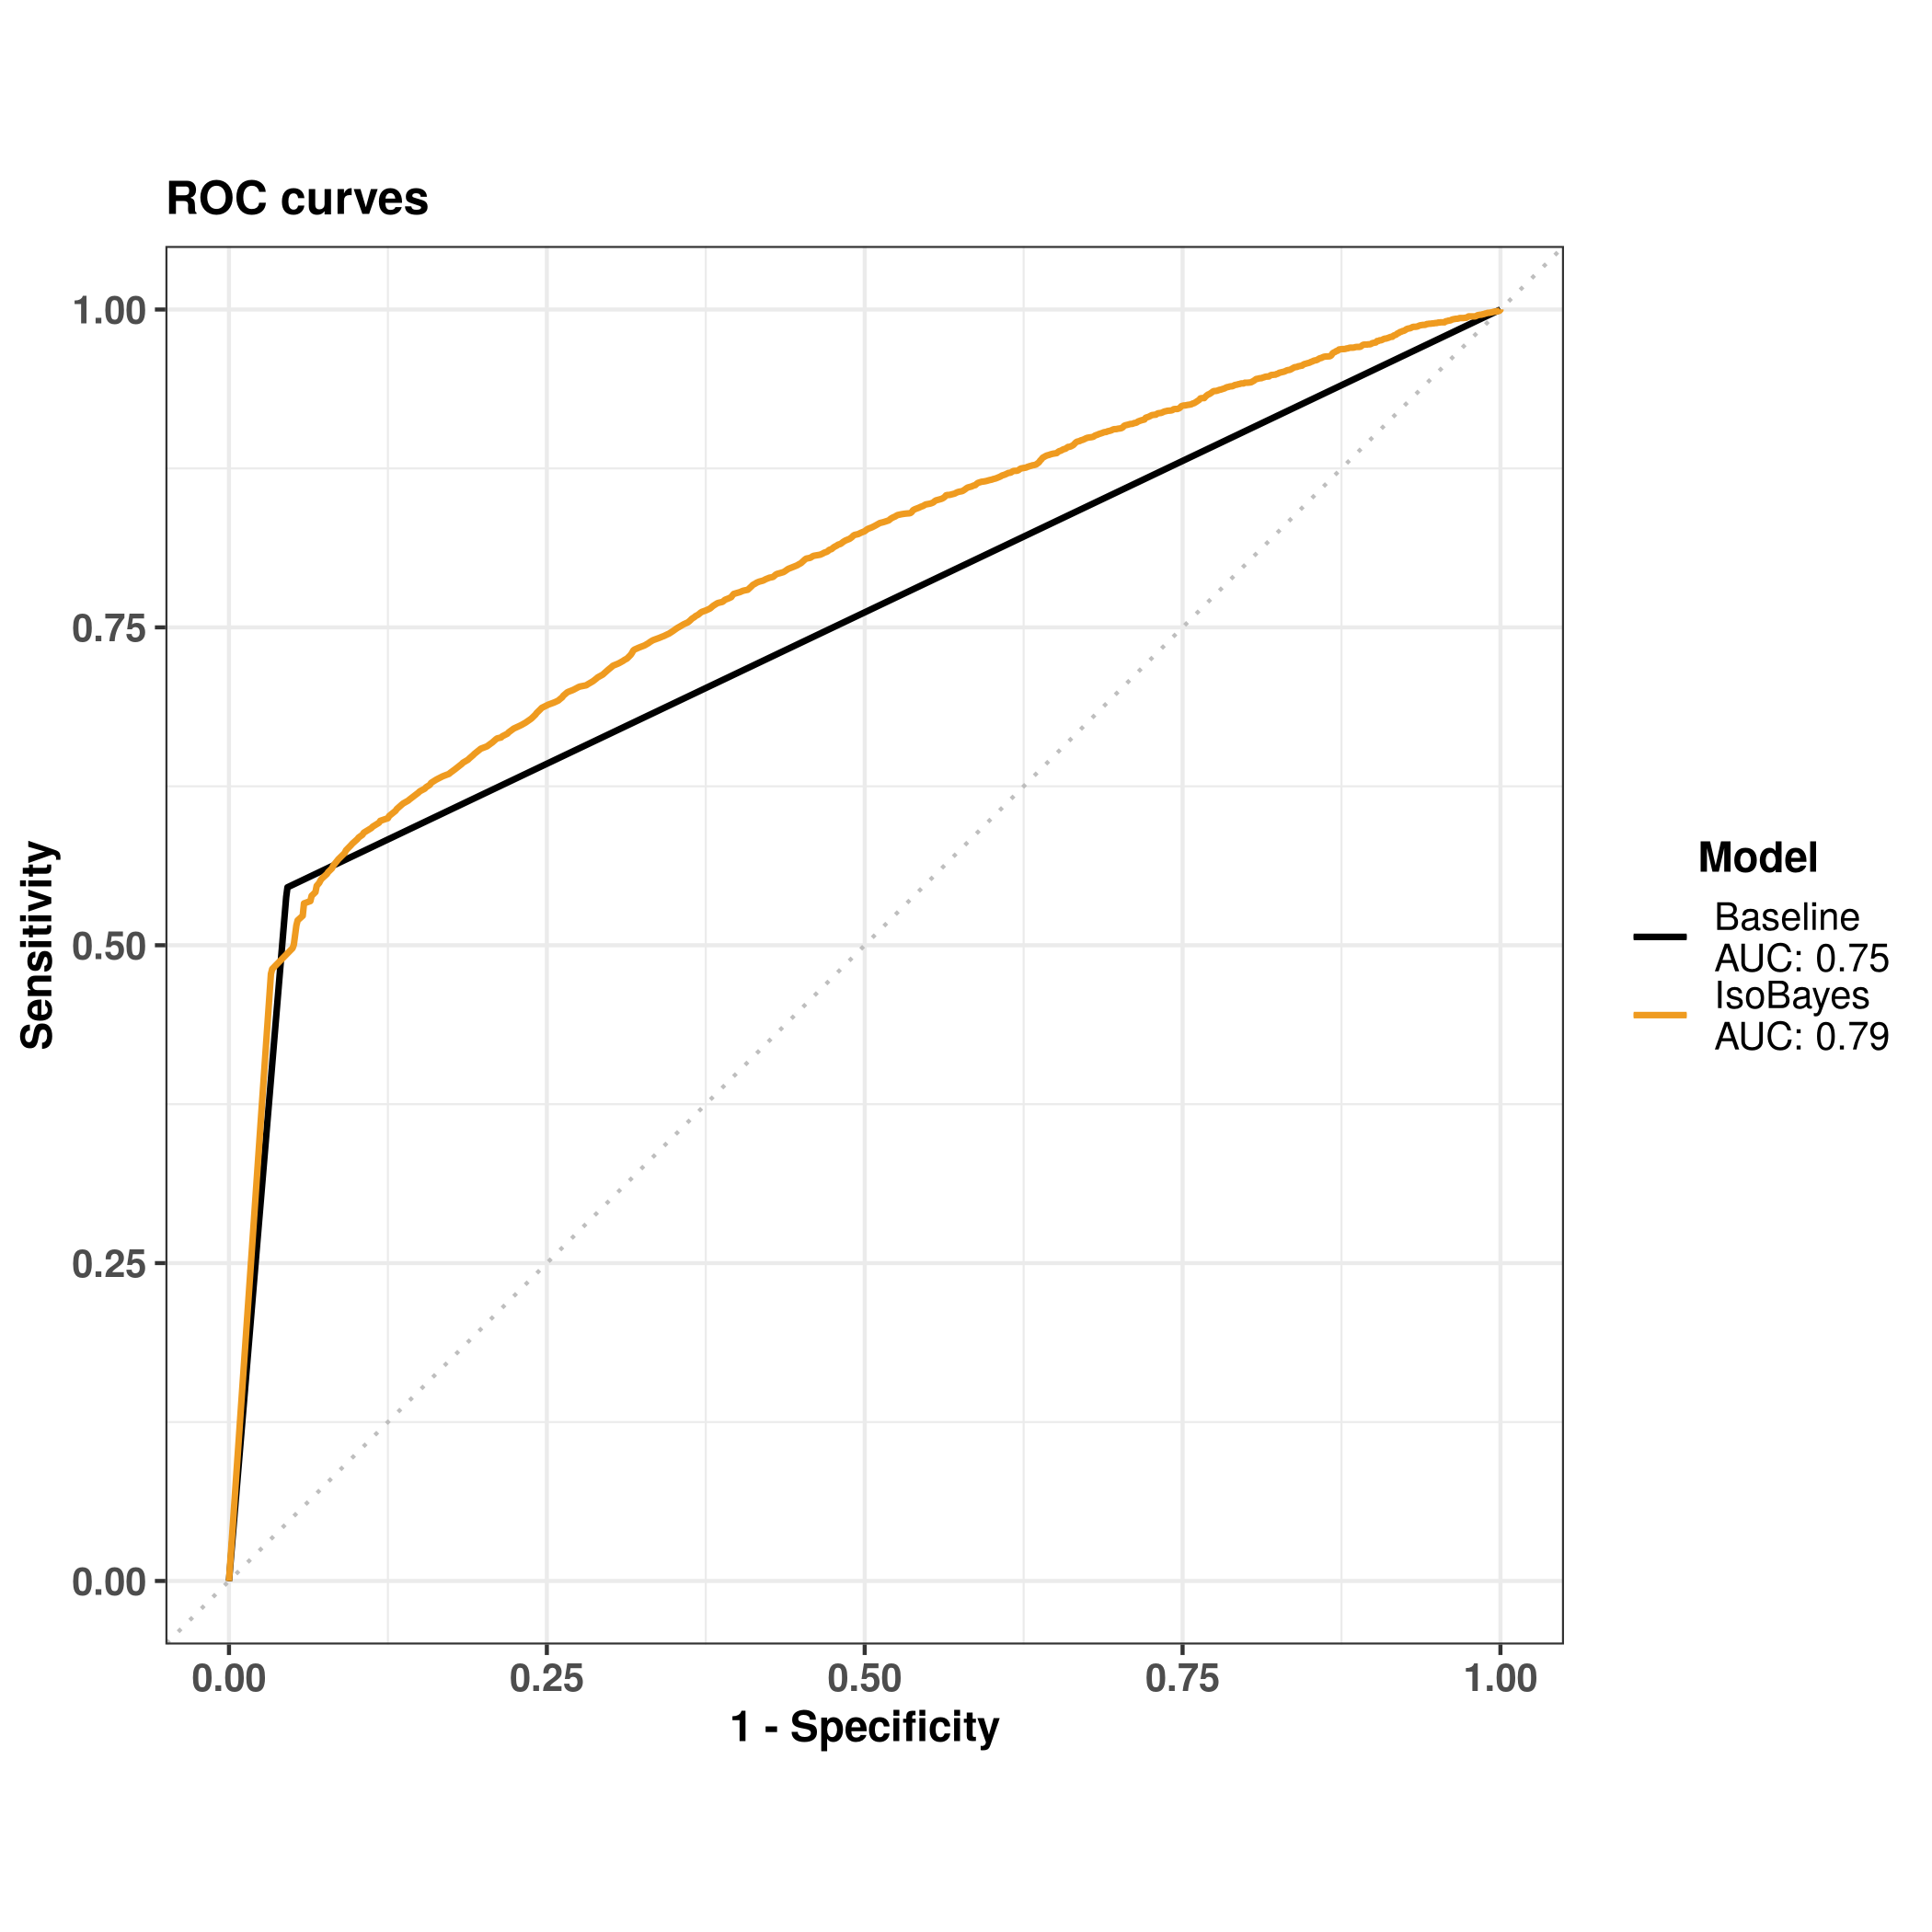 ROC curves
1.00
0.75
0.50
0.25
0.00
Sensitivity
0.00 0.25 0.50 0.75 1.00
1 - Specificity
Model
Baseline
AUC: 0.75
IsoBayes
AUC: 0.79